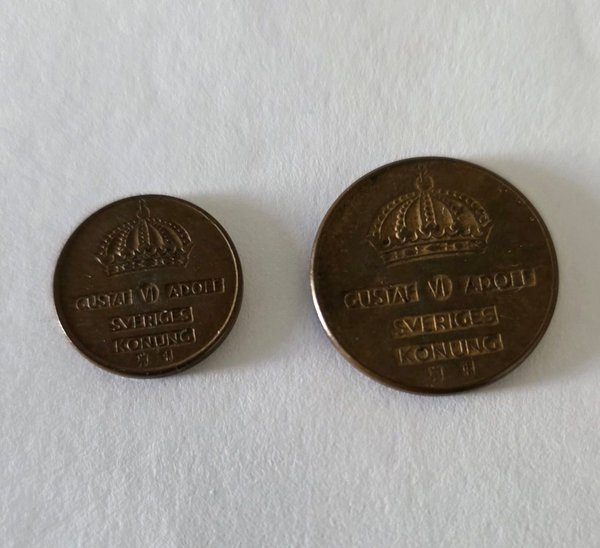 GUSTAF VI ADOLF
SVERIGES
KONUNG
GUSTAF VI ADOLF
SVERIGES
KONUNG